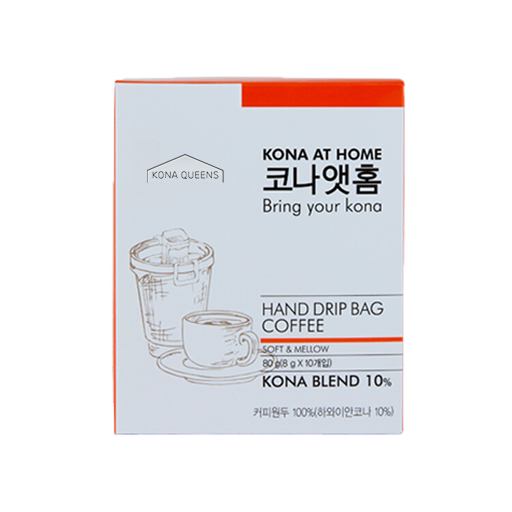 KONA QUEENS
KONA AT HOME
코나앳홈
Bring your kona
HAND DRIP BAG
COFFEE
SOFT & MELLOW
80 g(8 g X 10개입)
KONA BLEND 10%
커피원두 100%(하와이안코나 10%)